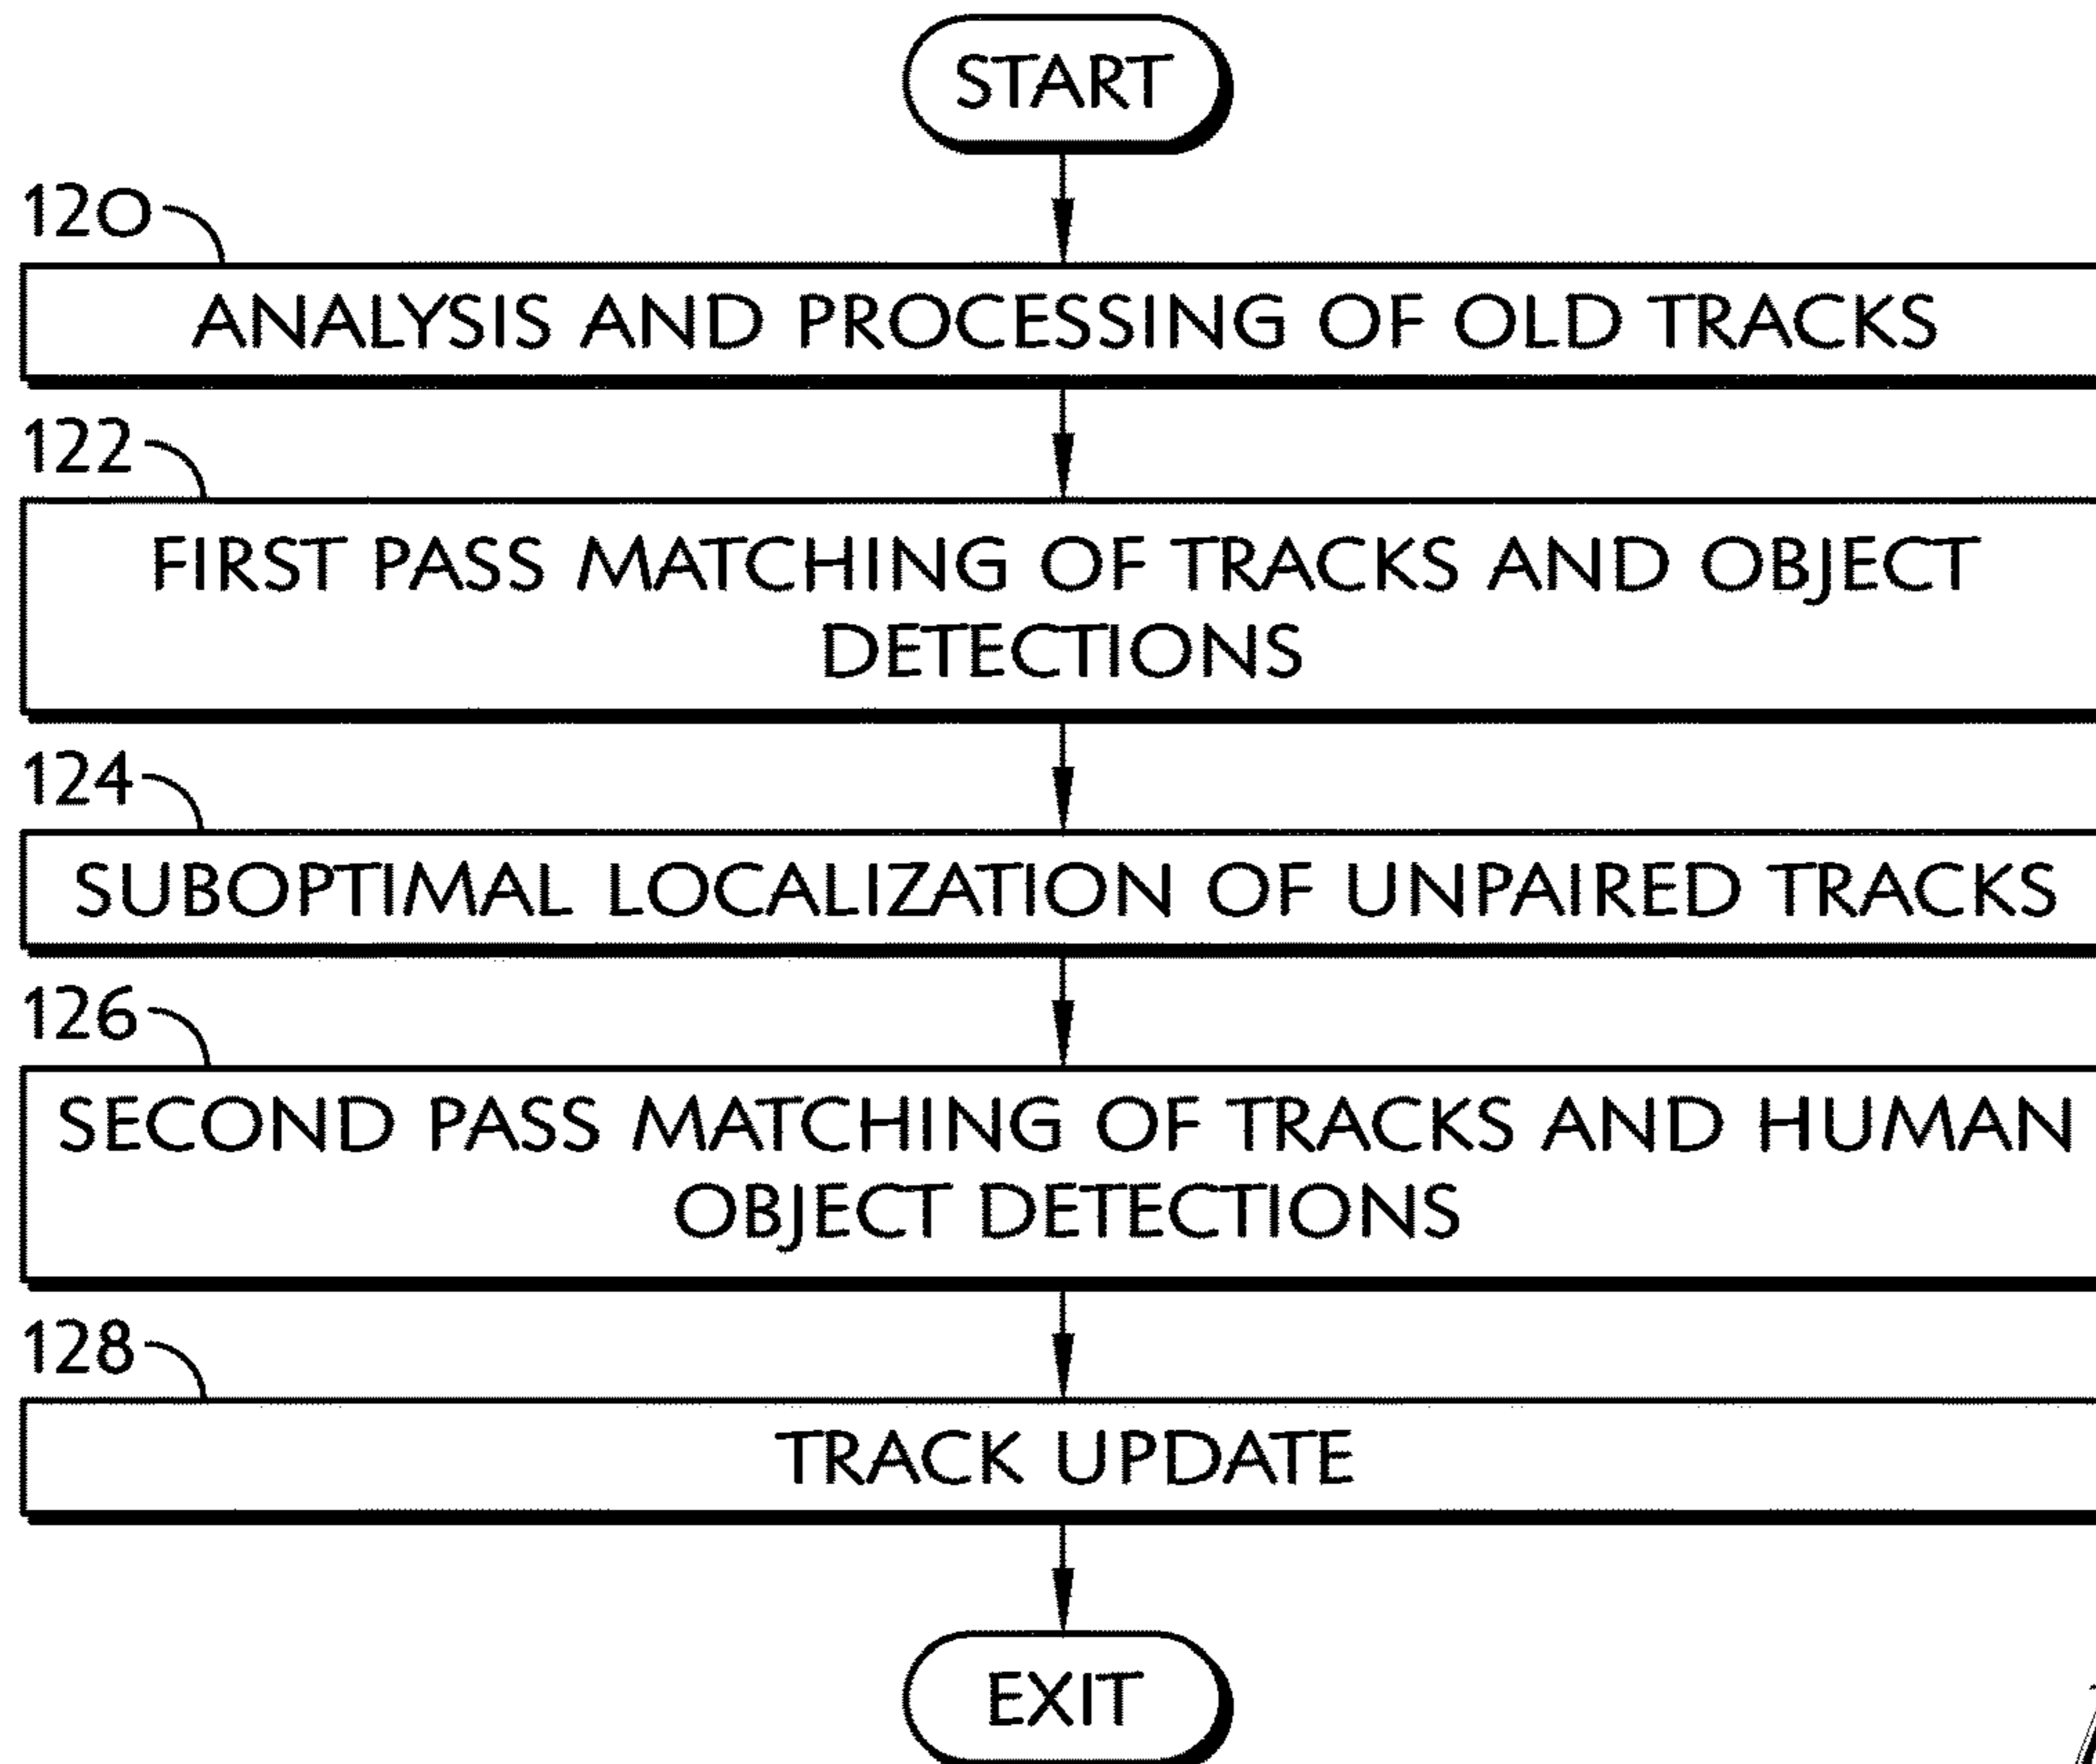 START
120
ANALYSIS AND PROCESSING OF OLD TRACKS
122
FIRST PASS MATCHING OF TRACKS AND OBJECT
DETECTIONS
124
SUBOPTIMAL LOCALIZATION OF UNPAIRED TRACKS
126
SECOND PASS MATCHING OF TRACKS AND HUMAN
OBJECT DETECTIONS
128
TRACK UPDATE
EXIT